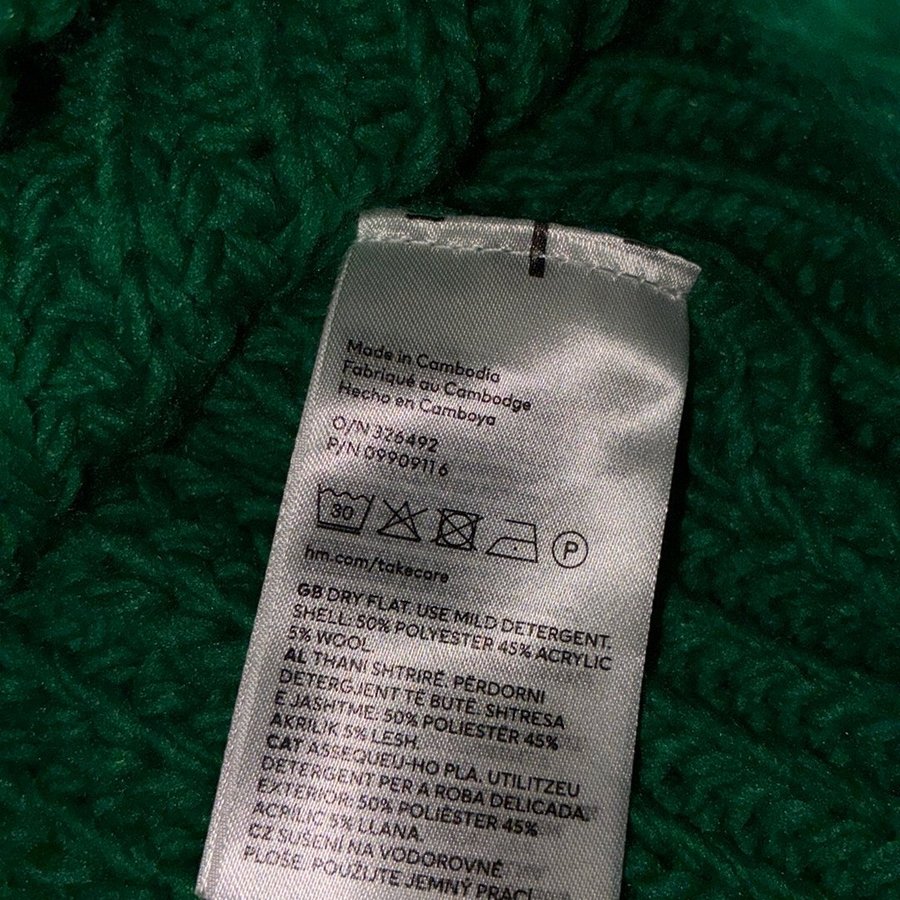 Made in Cambodia
Fabriqué au Cambodge
Hecho en Camboya
O/N 326492
P/N 09909116
30
P
hm.com/takecare
GB DRY FLAT. USE MILD DETERGENT.
SHELL: 50% POLYESTER 45% ACRYLIC
5% WOOL
AL THANI SHTRIRË. PËRDORNI
DETERGJENT TË BUTË. SHTRESA
E JASHTME: 50% POLIESTËR 45%
AKRILIK 5% LESH.
CAT ASSEQUEU-HO PLA. UTILITZEU
DETERGENT PER A ROBA DELICADA.
EXTERIOR: 50% POLIÈSTER 45%
ACRÍLIC 5% LLANA
CZ SUŠENÍ NA VODOROVNÉ
PLOŠE. POUŽIJTE JEMNÝ PRACÍ